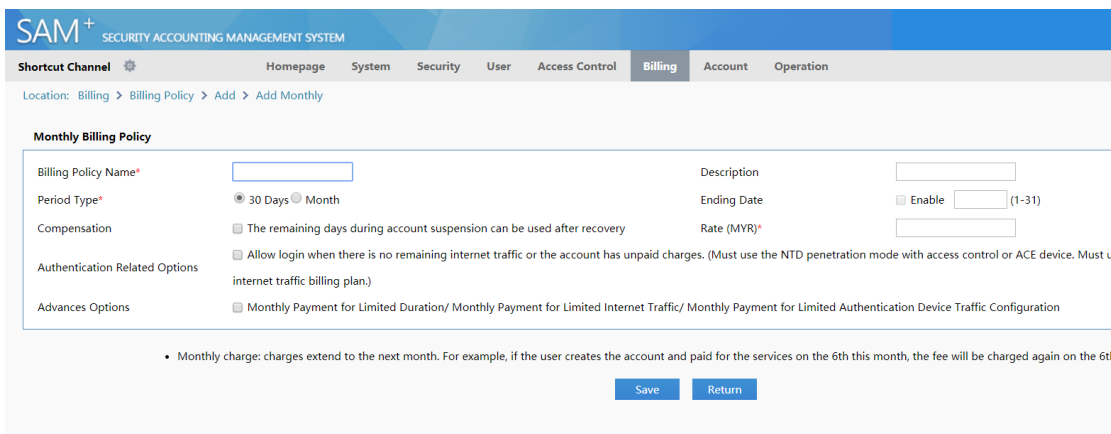 SAM+ SECURITY ACCOUNTING MANAGEMENT SYSTEM
Shortcut Channel Homepage System Security User Access Control Billing Account Operation
Location: Billing > Billing Policy > Add > Add Monthly
Monthly Billing Policy
Billing Policy Name* Description
Period Type* 30 Days Month Ending Date Enable (1-31)
Compensation The remaining days during account suspension can be used after recovery Rate (MYR)*
Allow login when there is no remaining internet traffic or the account has unpaid charges. (Must use the NTD penetration mode with access control or ACE device. Must
Authentication Related Options
internet traffic billing plan.)
Advances Options Monthly Payment for Limited Duration/ Monthly Payment for Limited Internet Traffic/ Monthly Payment for Limited Authentication Device Traffic Configuration
• Monthly charge: charges extend to the next month. For example, if the user creates the account and paid for the services on the 6th this month, the fee will be charged again on the
Save Return